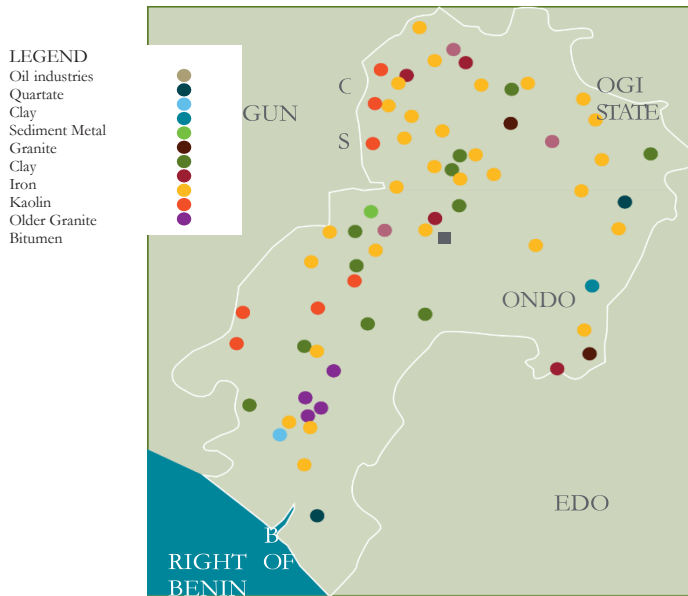 LEGEND
Oil industries
Quartate
Clay
Sediment Metal
Granite
Clay
Iron
Kaolin
Older Granite
Bitumen
C
GUN
S
OGI
STATE
ONDO
EDO
B
RIGHT OF
BENIN